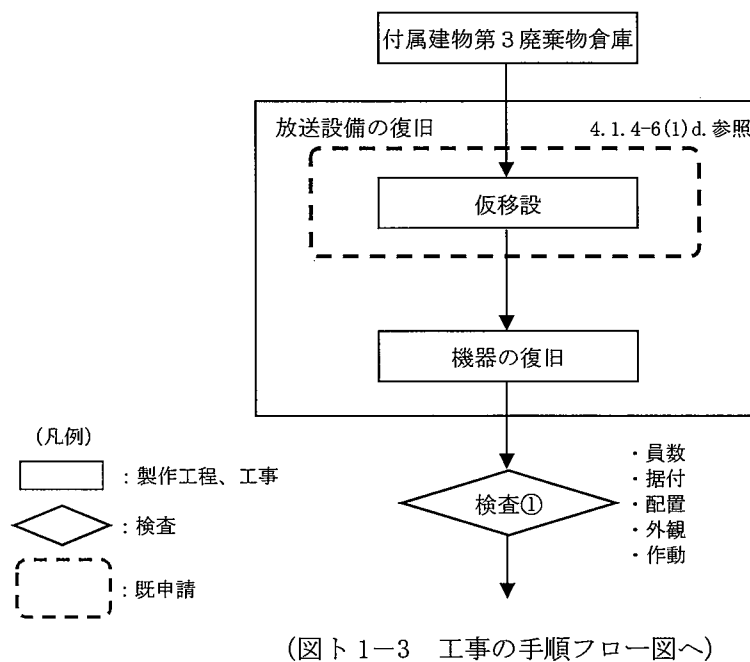 付属建物第３廃棄物倉庫
放送設備の復旧 4.1.4-6(1)d.参照
仮移設
機器の復旧
検査①
・員数
・据付
・配置
・外観
・作動
(凡例)
：製作工程、工事
：検査
：既申請
(図ト1－3　工事の手順フロー図へ)